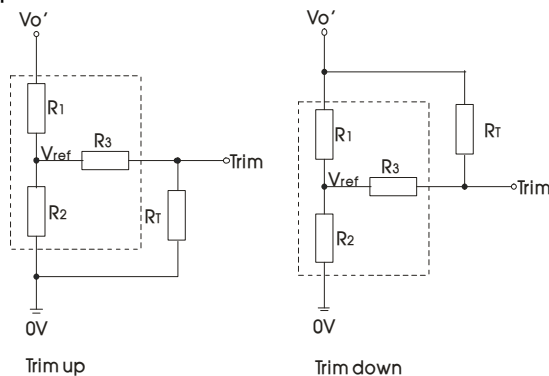 Vo'
R1
Vref
R3
Trim
R2
RT
0V
Trim up
Vo'
R1
RT
Vref
R3
Trim
R2
0V
Trim down